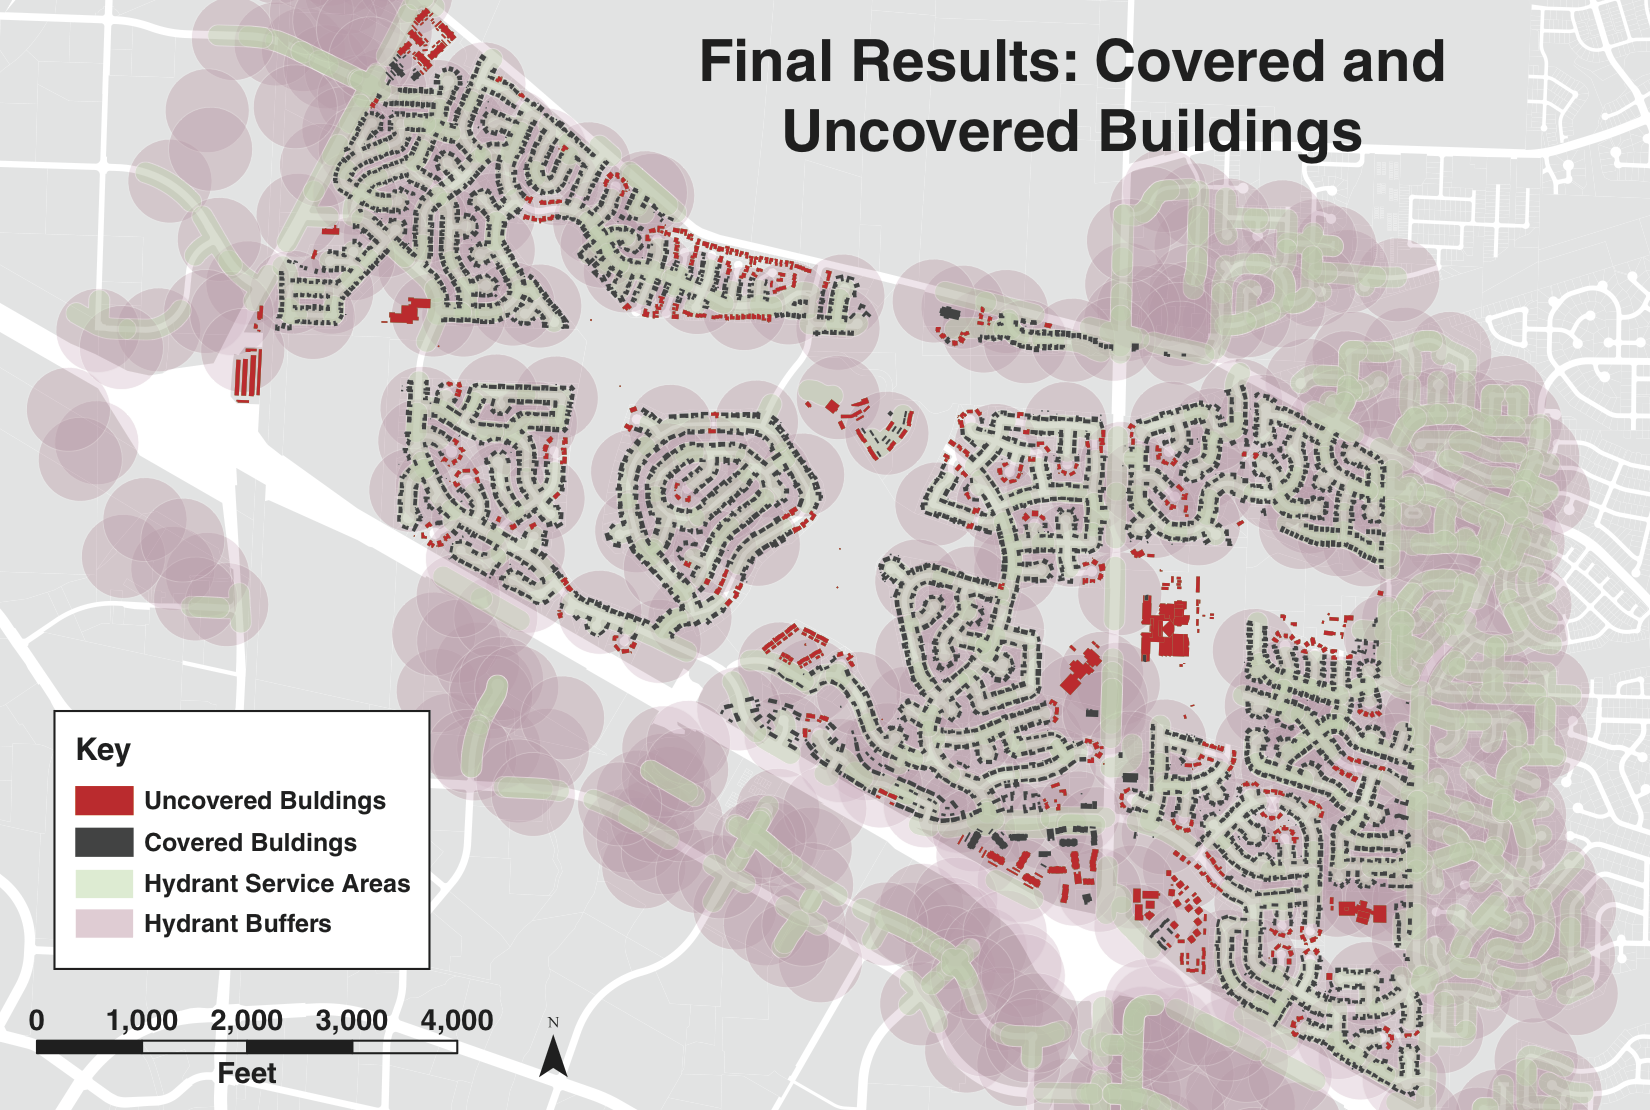 Final Results: Covered and
Uncovered Buildings
Key
Uncovered Buldings
Covered Buldings
Hydrant Service Areas
Hydrant Buffers
0 1,000 2,000 3,000 4,000
Feet
N